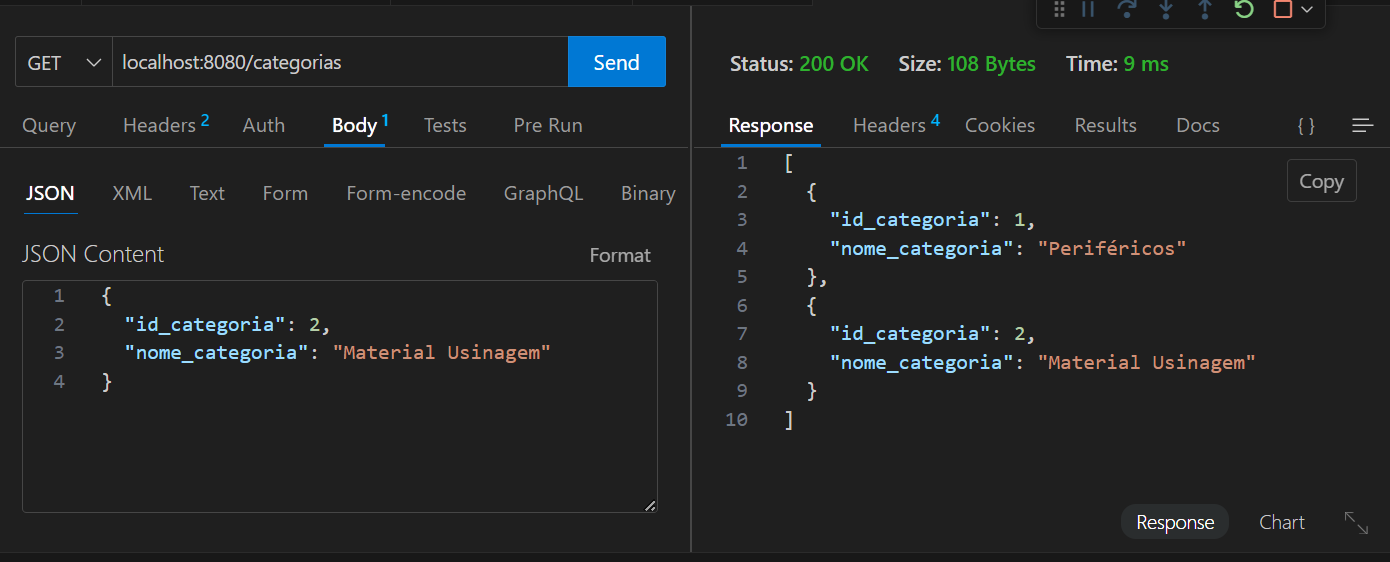 GET localhost:8080/categorias Send
Query Headers 2 Auth Body 1 Tests Pre Run
JSON XML Text Form Form-encode GraphQL Binary
JSON Content Format
1 {
2 "id_categoria": 2,
3 "nome_categoria": "Material Usinagem"
4 }
Status: 200 OK Size: 108 Bytes Time: 9 ms
Response Headers 4 Cookies Results Docs { }
Copy
1 [
2 {
3 "id_categoria": 1,
4 "nome_categoria": "Periféricos"
5 },
6 {
7 "id_categoria": 2,
8 "nome_categoria": "Material Usinagem"
9 }
10 ]
Response Chart